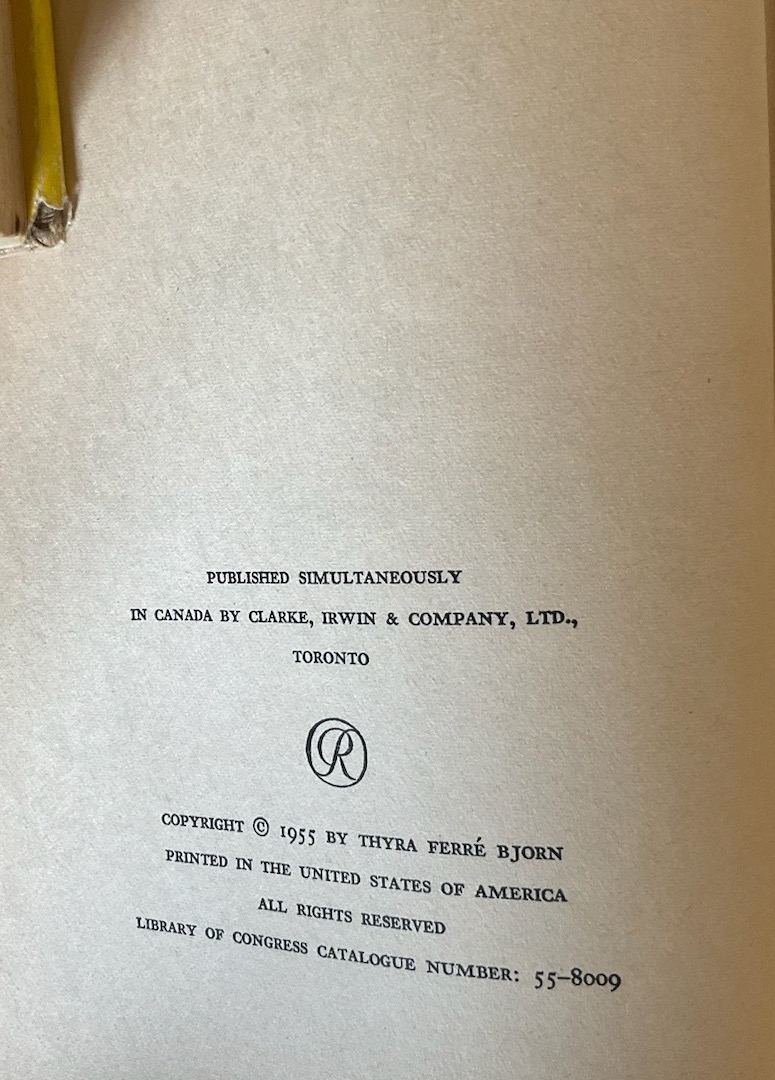 PUBLISHED SIMULTANEOUSLY
IN CANADA BY CLARKE, IRWIN & COMPANY, LTD.,
TORONTO
R
COPYRIGHT © 1955 BY THYRA FERRÉ BJORN
PRINTED IN THE UNITED STATES OF AMERICA
ALL RIGHTS RESERVED
LIBRARY OF CONGRESS CATALOGUE NUMBER: 55–8009